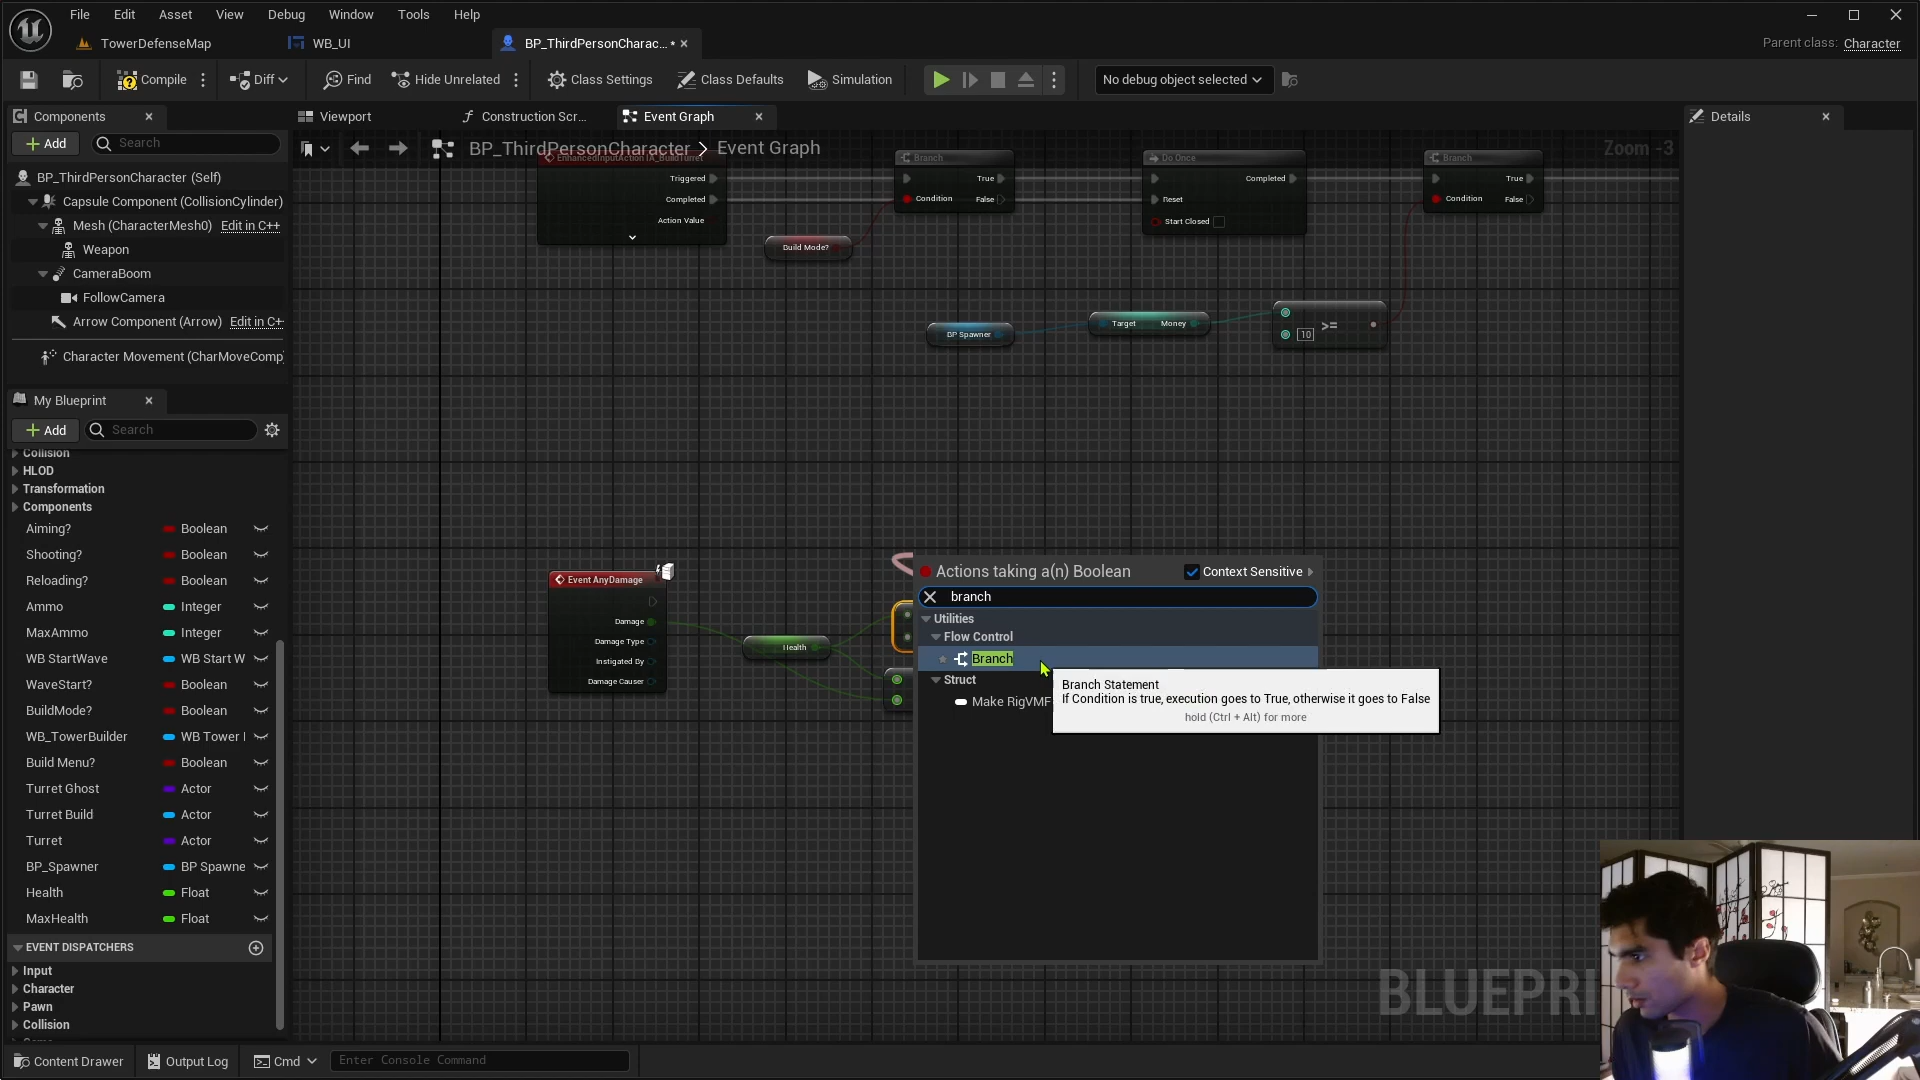 File Edit Asset View Debug Window Tools Help
TowerDefenseMap WB_UI BP_ThirdPersonCharac... • Parent class: Character
Compile Diff Find Hide Unrelated Class Settings Class Defaults Simulation No debug object selected
Components Viewport Construction Scr... Event Graph Details
Add Search
BP_ThirdPersonCharacter > Event Graph Zoom -3
BP_ThirdPersonCharacter (Self)
Capsule Component (CollisionCylinder)
Mesh (CharacterMesh0) Edit in C++
Weapon
CameraBoom
FollowCamera
Arrow Component (Arrow) Edit in C++
Character Movement (CharMoveComp)
EnhancedInputAction IA_BuildTurret
Triggered
Completed
Action Value
Build Mode?
Branch
True
Condition False
Do Once
Completed
Reset
Start Closed
Branch
True
Condition False
BP Spawner
Target Money
10 >=
My Blueprint
Add Search
Collision
HLOD
Transformation
Components
Aiming? Boolean
Shooting? Boolean
Reloading? Boolean
Ammo Integer
MaxAmmo Integer
WB StartWave WB Start W
WaveStart? Boolean
BuildMode? Boolean
WB_TowerBuilder WB Tower
Build Menu? Boolean
Turret Ghost Actor
Turret Build Actor
Turret Actor
BP_Spawner BP Spawne
Health Float
MaxHealth Float
EVENT DISPATCHERS
Input
Character
Pawn
Collision
Event AnyDamage
Damage
Damage Type
Instigated By
Damage Causer
Health
Actions taking a(n) Boolean Context Sensitive
branch
Utilities
Flow Control
Branch
Struct
Make RigVMF
Branch Statement
If Condition is true, execution goes to True, otherwise it goes to False
hold (Ctrl + Alt) for more
BLUEPRI
Content Drawer Output Log Cmd Enter Console Command